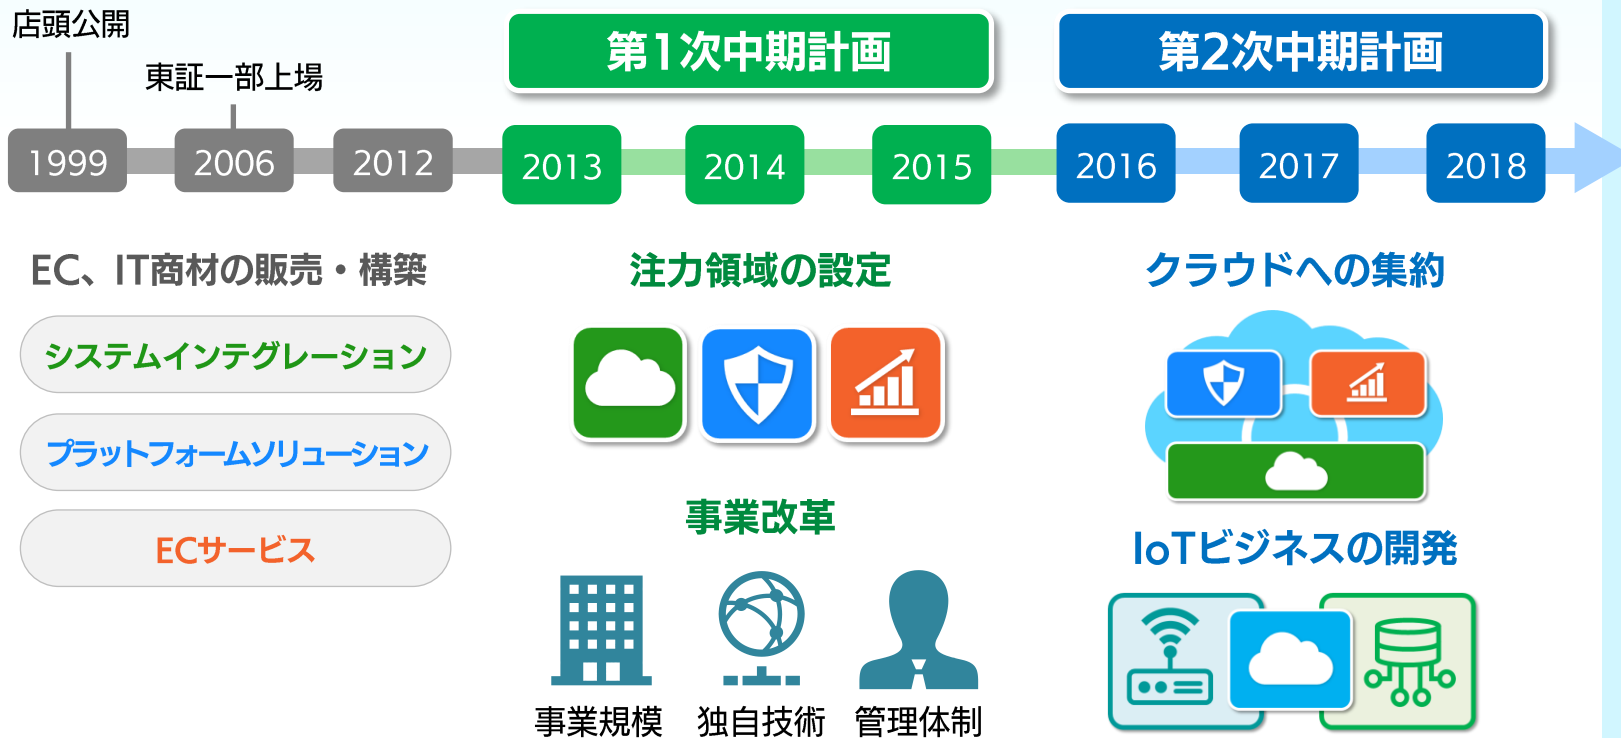 店頭公開
東証一部上場
第1次中期計画
第2次中期計画
1999
2006
2012
2013
2014
2015
2016
2017
2018
EC、IT商材の販売・構築
システムインテグレーション
プラットフォームソリューション
ECサービス
注力領域の設定
事業改革
事業規模
独自技術
管理体制
クラウドへの集約
IoTビジネスの開発